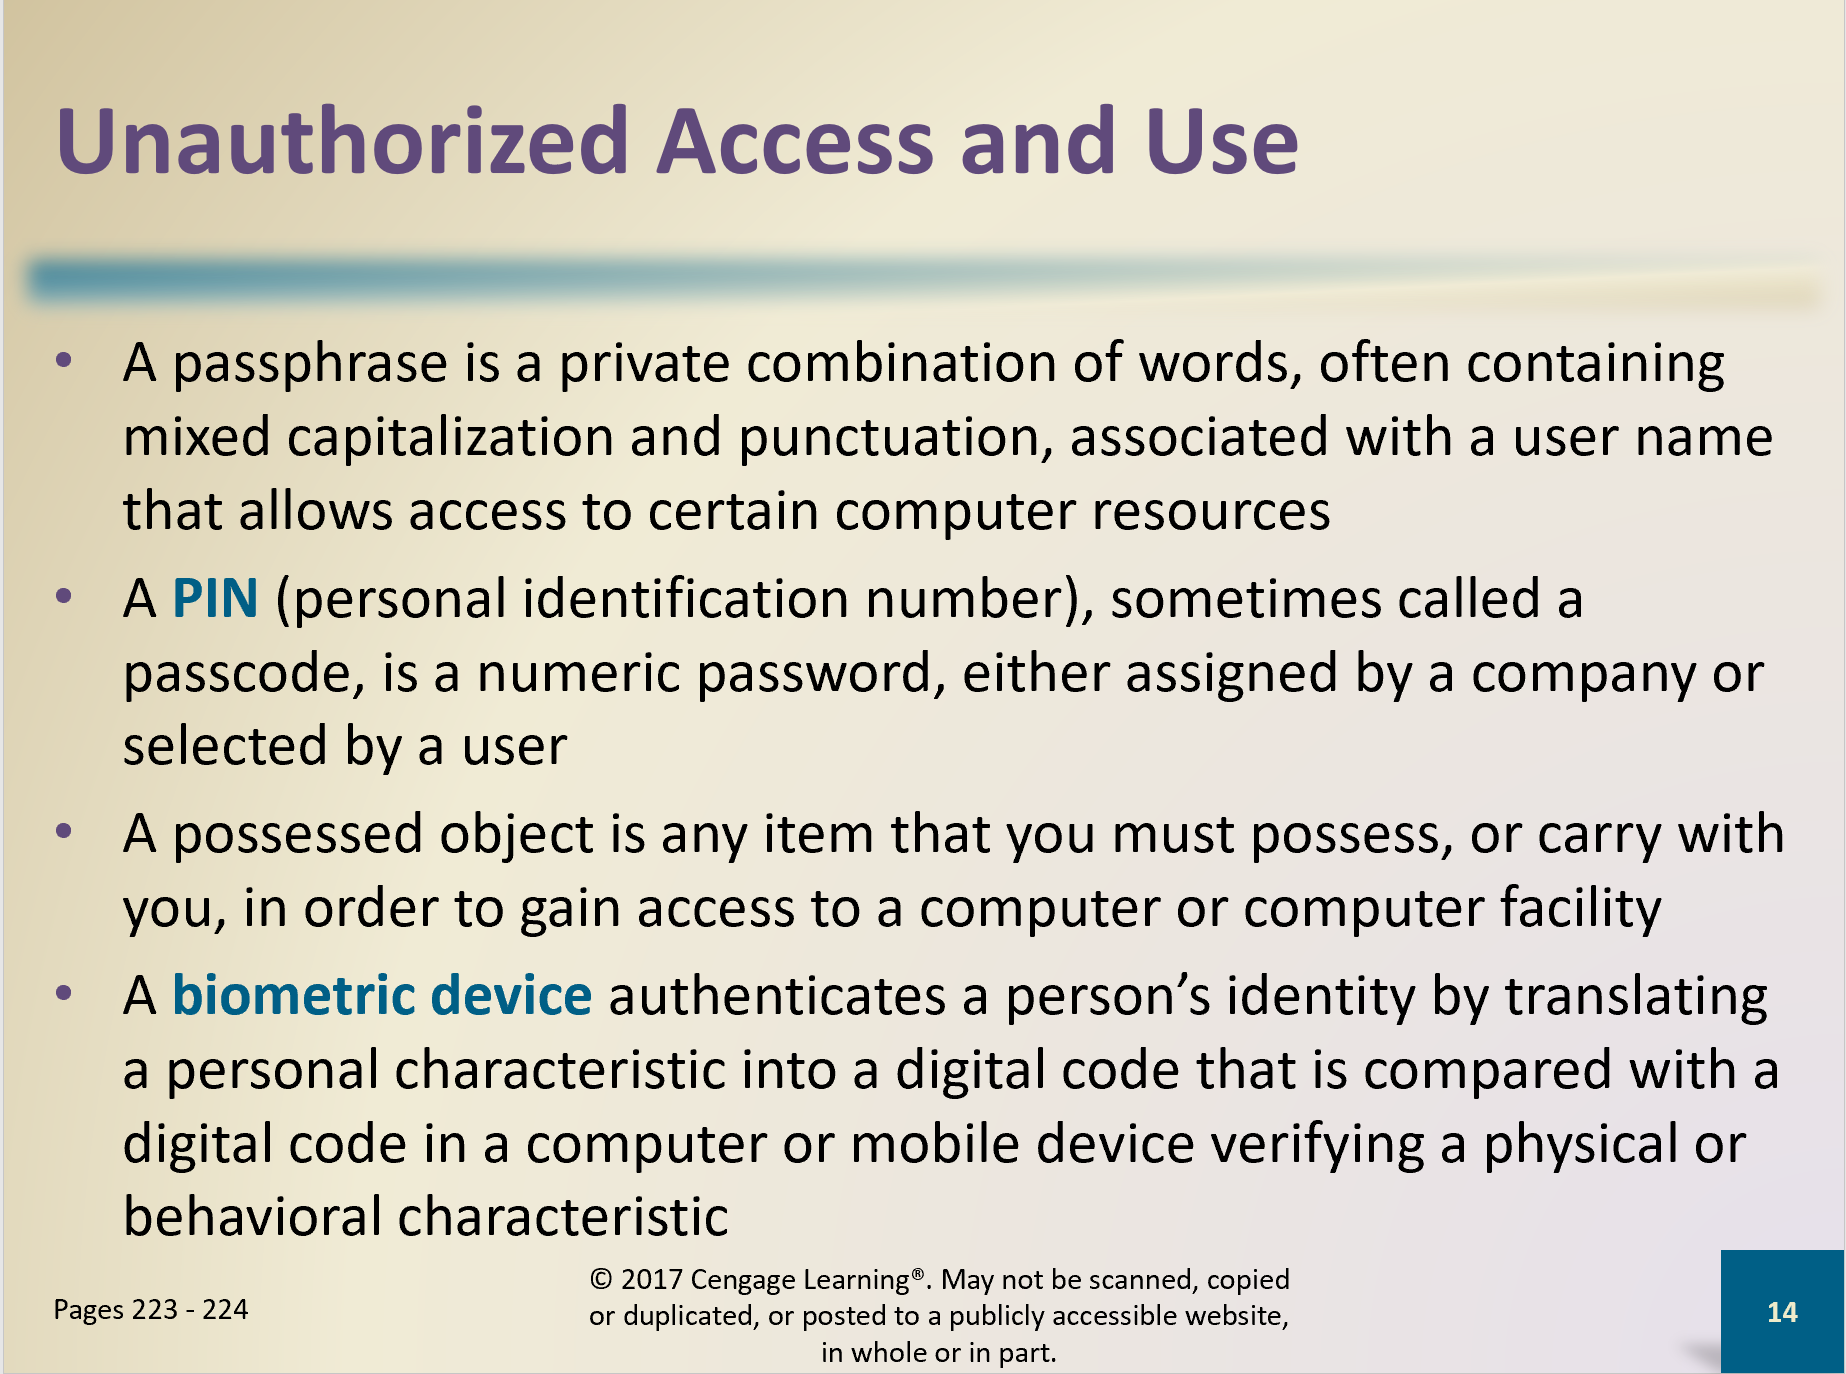 Unauthorized Access and Use
• A passphrase is a private combination of words, often containing
mixed capitalization and punctuation, associated with a user name
that allows access to certain computer resources
• A PIN (personal identification number), sometimes called a
passcode, is a numeric password, either assigned by a company or
selected by a user
• A possessed object is any item that you must possess, or carry with
you, in order to gain access to a computer or computer facility
• A biometric device authenticates a person’s identity by translating
a personal characteristic into a digital code that is compared with a
digital code in a computer or mobile device verifying a physical or
behavioral characteristic
Pages 223 - 224
© 2017 Cengage Learning®. May not be scanned, copied
or duplicated, or posted to a publicly accessible website,
in whole or in part.
14